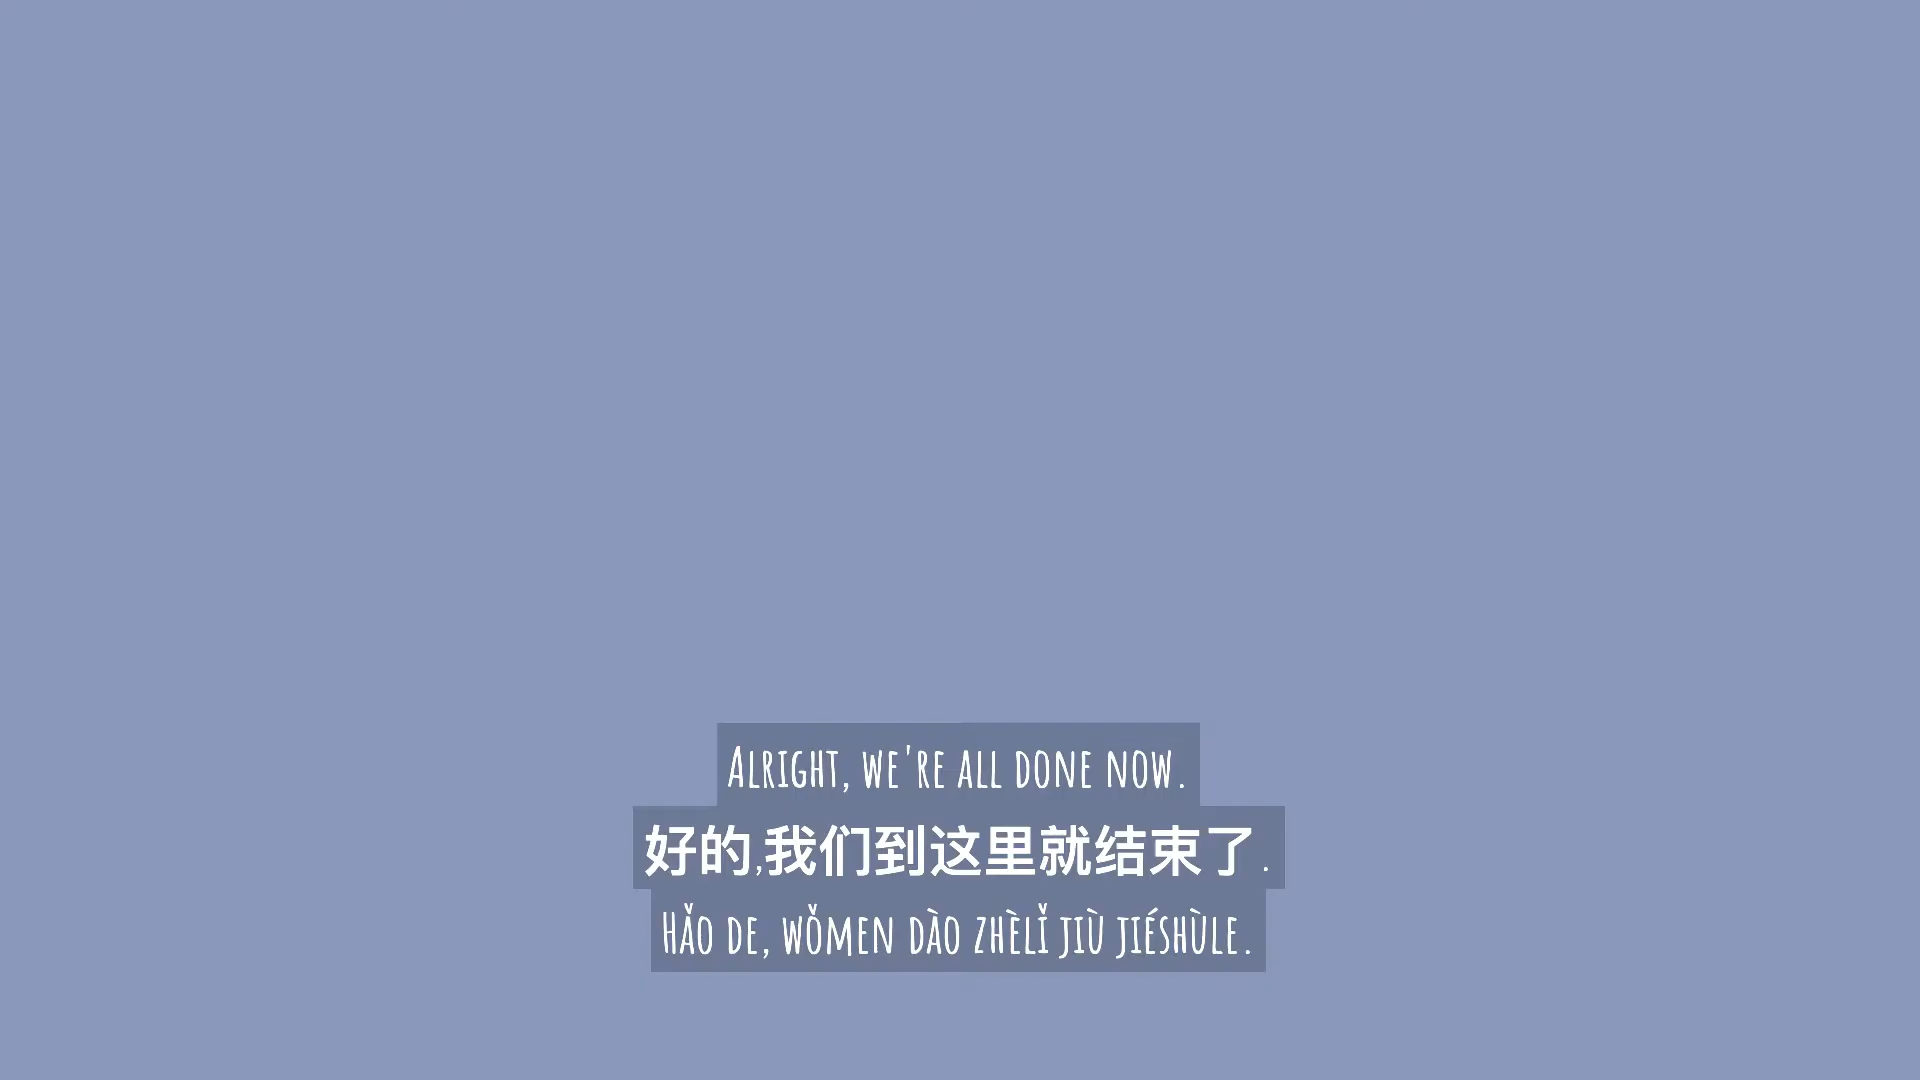 Alright, we're all done now.
好的,我们到这里就结束了.
Hǎo de, wǒmen dào zhèlǐ jiù jiéshùle.